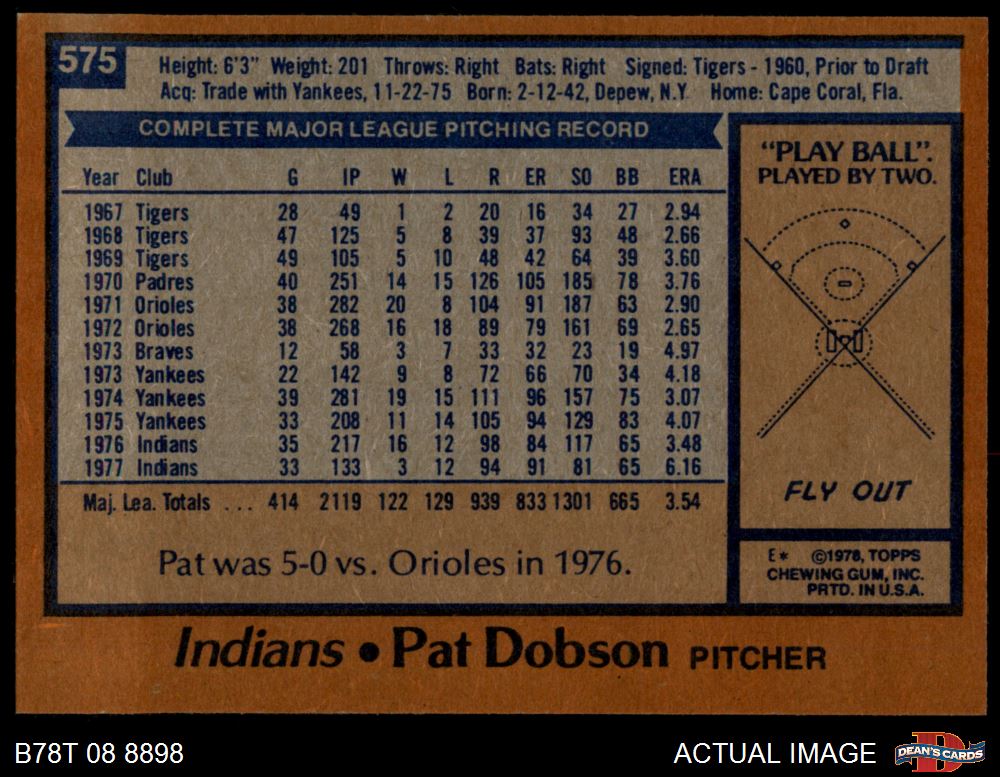 575
Height: 6'3" Weight: 201 Throws: Right Bats: Right Signed: Tigers - 1960, Prior to Draft
Acq: Trade with Yankees, 11-22-75 Born: 2-12-42, Depew, N.Y. Home: Cape Coral, Fla.
COMPLETE MAJOR LEAGUE PITCHING RECORD
Year Club G IP W L R ER SO BB ERA
1967 Tigers 28 49 1 2 20 16 34 27 2.94
1968 Tigers 47 125 5 8 39 37 93 48 2.66
1969 Tigers 49 105 5 10 48 42 64 39 3.60
1970 Padres 40 251 14 15 126 105 185 78 3.76
1971 Orioles 38 282 20 8 104 91 187 63 2.90
1972 Orioles 38 268 16 18 89 79 161 69 2.65
1973 Braves 12 58 3 7 33 32 23 19 4.97
1973 Yankees 22 142 9 8 72 66 70 34 4.18
1974 Yankees 39 281 19 15 111 96 157 75 3.07
1975 Yankees 33 208 11 14 105 94 129 83 4.07
1976 Indians 35 217 16 12 98 84 117 65 3.48
1977 Indians 33 133 3 12 94 91 81 65 6.16
Maj. Lea. Totals . . . 414 2119 122 129 939 833 1301 665 3.54
Pat was 5-0 vs. Orioles in 1976.
"PLAY BALL".
PLAYED BY TWO.
FLY OUT
E* ©1978, TOPPS
CHEWING GUM, INC.
PRTD. IN U.S.A.
Indians • Pat Dobson PITCHER
B78T 08 8898
ACTUAL IMAGE
D
DEAN'S CARDS